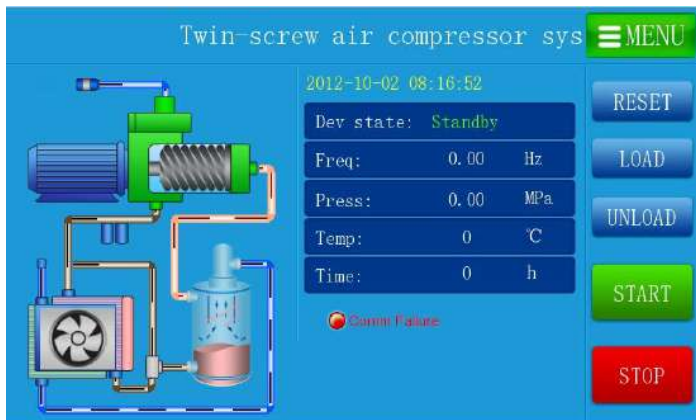 Twin-screw air compressor sys
MENU
2012-10-02 08:16:52
Dev state: Standby
Freq: 0.00 Hz
Press: 0.00 MPa
Temp: 0 ℃
Time: 0 h
Comm Failure
RESET
LOAD
UNLOAD
START
STOP